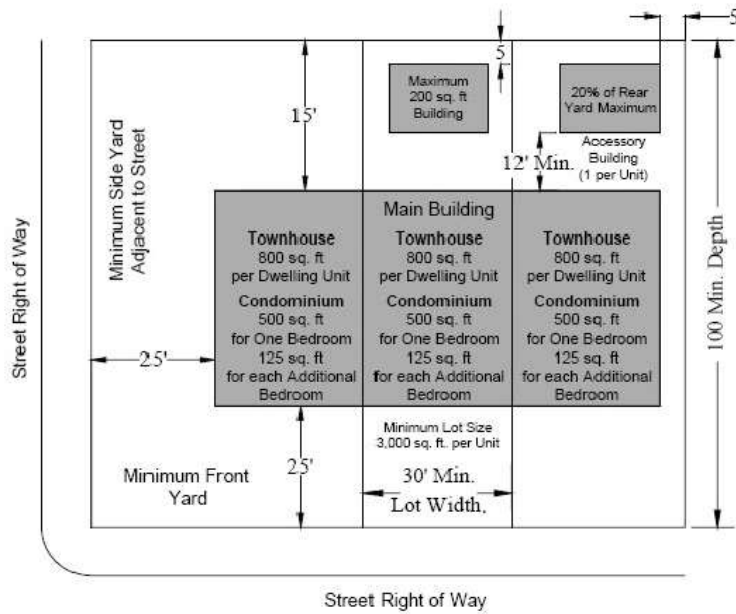 5
5
Maximum
200 sq. ft
Building
20% of Rear
Yard Maximum
15'
12' Min.
Accessory
Building
(1 per Unit)
Minimum Side Yard
Adjacent to Street
Main Building
Townhouse
800 sq. ft
per Dwelling Unit
Condominium
500 sq. ft
for One Bedroom
125 sq. ft
for each Additional
Bedroom
Townhouse
800 sq. ft
per Dwelling Unit
Condominium
500 sq. ft
for One Bedroom
125 sq. ft
for each Additional
Bedroom
Townhouse
800 sq. ft
per Dwelling Unit
Condominium
500 sq. ft
for One Bedroom
125 sq. ft
for each Additional
Bedroom
100 Min. Depth
Street Right of Way
25'
25'
Minimum Lot Size
3,000 sq. ft. per Unit
Minimum Front
Yard
30' Min.
Lot Width.
Street Right of Way